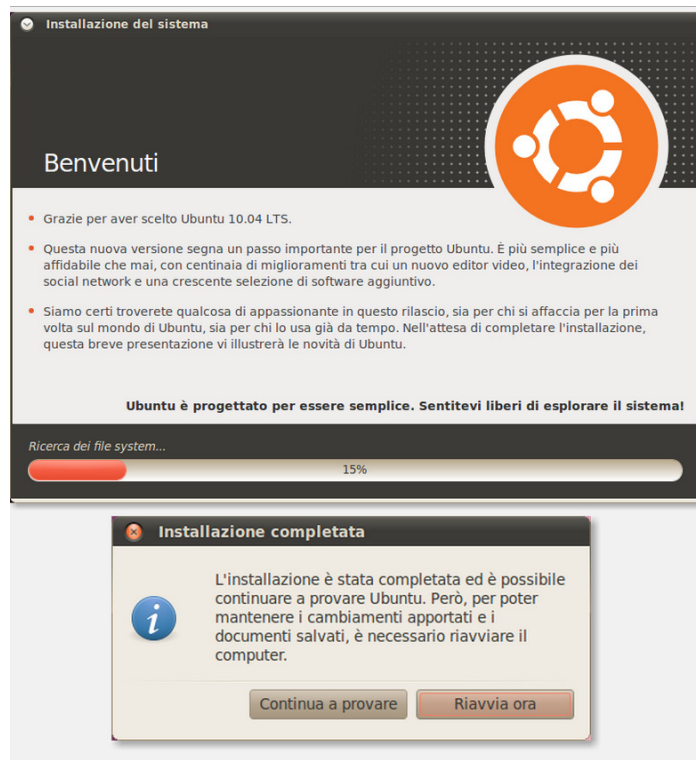 Installazione del sistema
Benvenuti
Grazie per aver scelto Ubuntu 10.04 LTS.
Questa nuova versione segna un passo importante per il progetto Ubuntu. È più semplice e più
affidabile che mai, con centinaia di miglioramenti tra cui un nuovo editor video, l'integrazione dei
social network e una crescente selezione di software aggiuntivo.
Siamo certi troverete qualcosa di appassionante in questo rilascio, sia per chi si affaccia per la prima
volta sul mondo di Ubuntu, sia per chi lo usa già da tempo. Nell'attesa di completare l'installazione,
questa breve presentazione vi illustrerà le novità di Ubuntu.
Ubuntu è progettato per essere semplice. Sentitevi liberi di esplorare il sistema!
Ricerca dei file system...
15%
Installazione completata
L'installazione è stata completata ed è possibile
continuare a provare Ubuntu. Però, per poter
mantenere i cambiamenti apportati e i
documenti salvati, è necessario riavviare il
computer.
Continua a provare
Riavvia ora